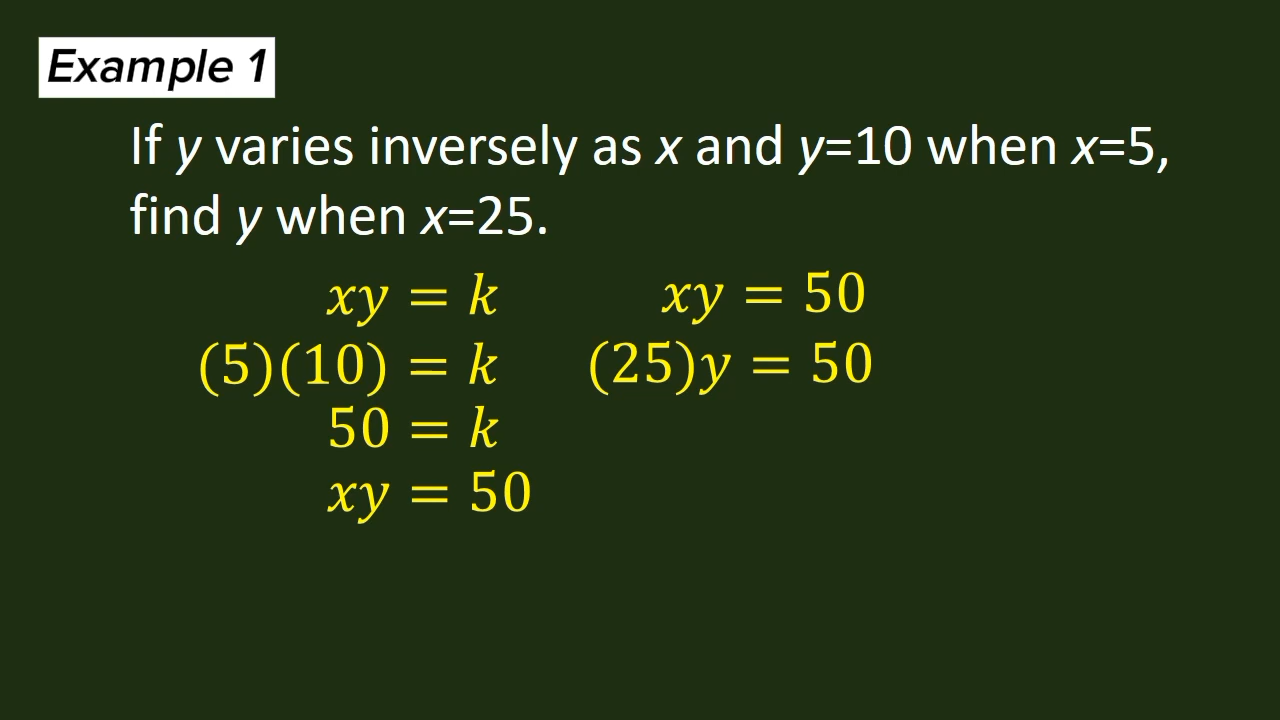 Example 1
If y varies inversely as x and y=10 when x=5,
find y when x=25.
xy = k
(5)(10) = k
50 = k
xy = 50
xy = 50
(25)y = 50